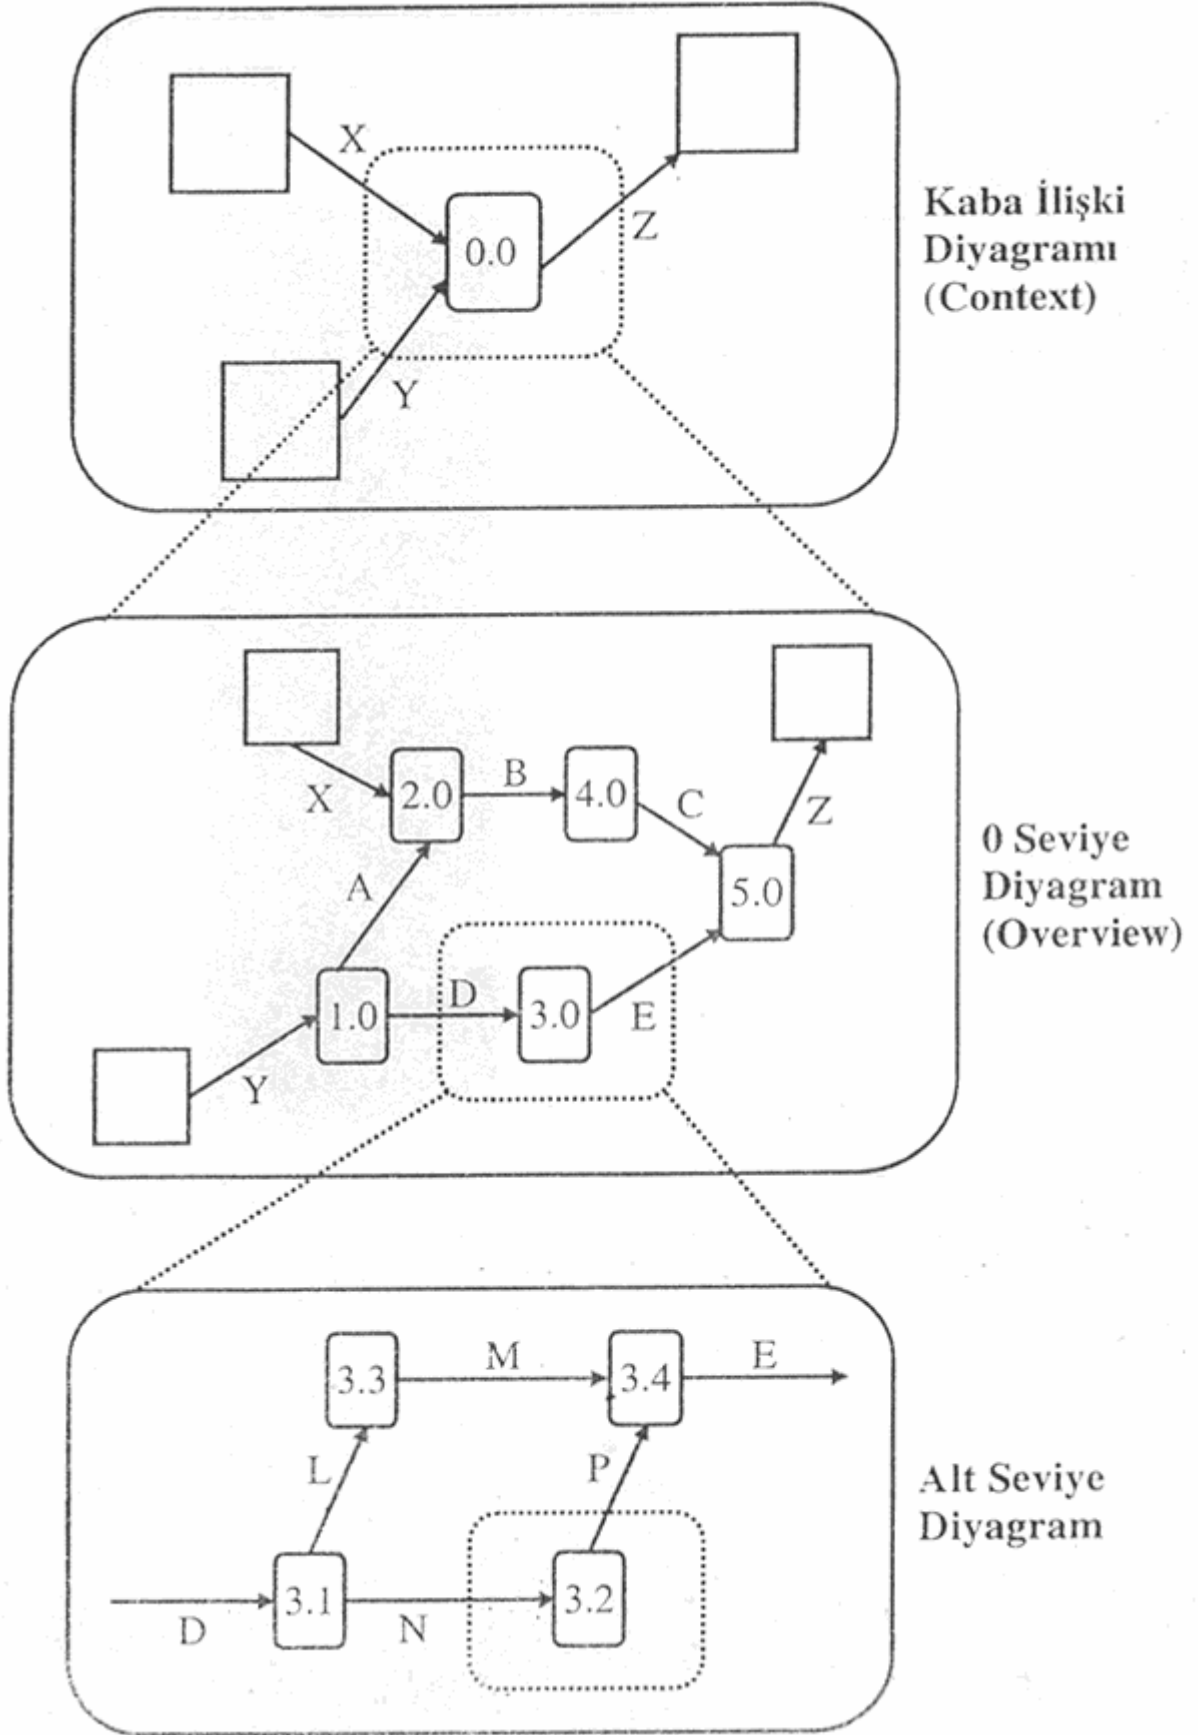 X
0.0
Z
Y
Kaba İlişki
Diyagramı
(Context)
X
2.0
B
4.0
C
Z
A
5.0
1.0
D
3.0
E
Y
0 Seviye
Diyagram
(Overview)
3.3
M
3.4
E
L
P
D
3.1
N
3.2
Alt Seviye
Diyagram